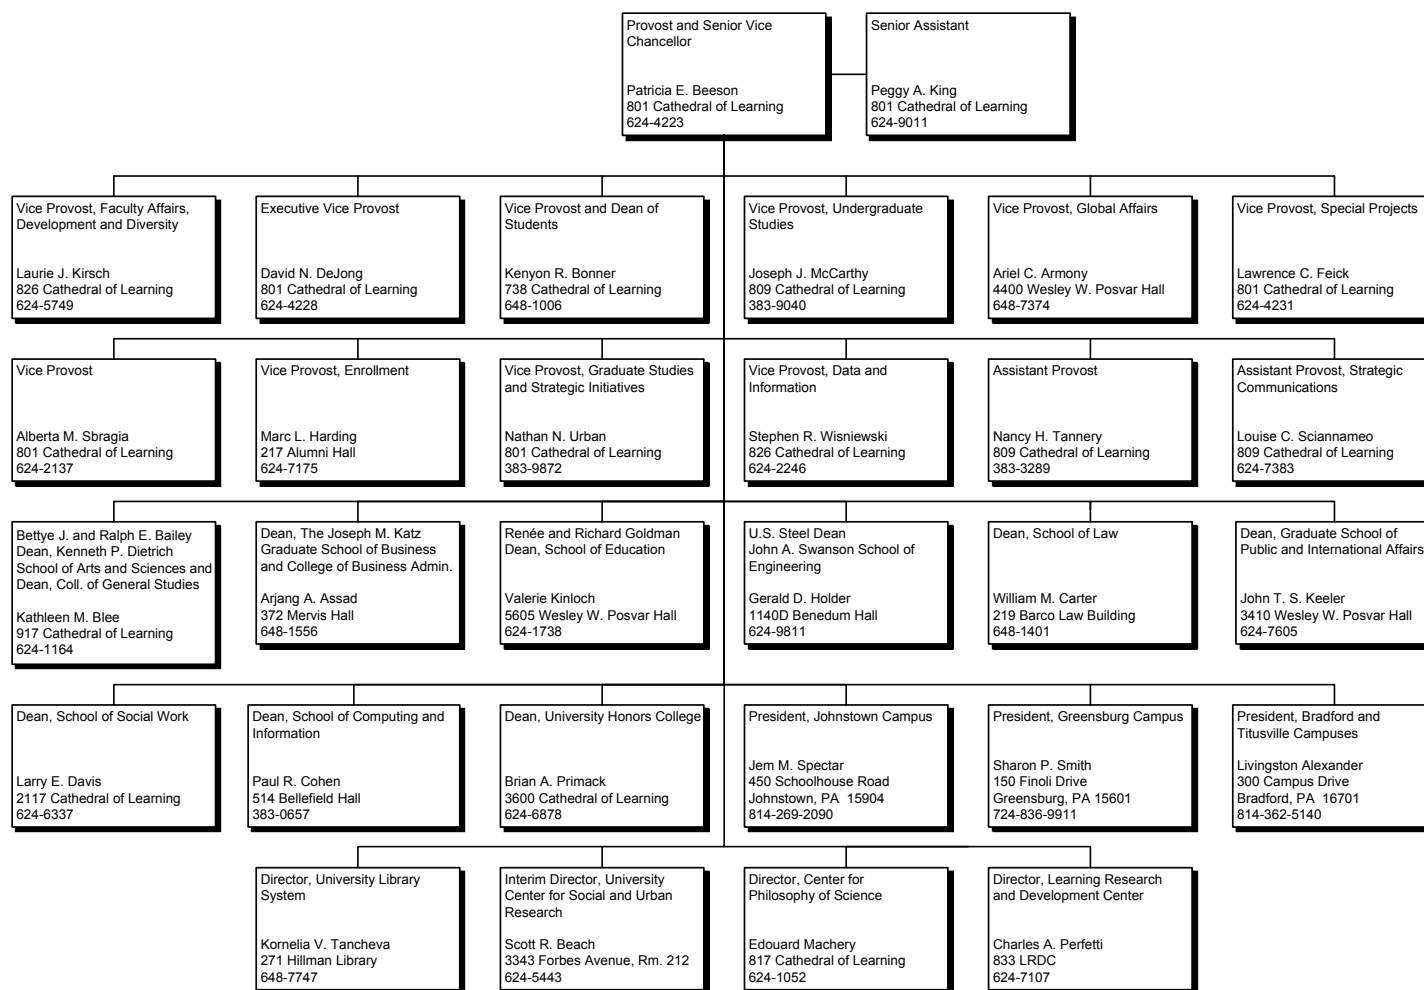 Provost and Senior Vice
Chancellor
Patricia E. Beeson
801 Cathedral of Learning
624-4223
Senior Assistant
Peggy A. King
801 Cathedral of Learning
624-9011
Vice Provost, Faculty Affairs,
Development and Diversity
Laurie J. Kirsch
826 Cathedral of Learning
624-5749
Executive Vice Provost
David N. DeJong
801 Cathedral of Learning
624-4228
Vice Provost and Dean of
Students
Kenyon R. Bonner
738 Cathedral of Learning
648-1006
Vice Provost, Undergraduate
Studies
Joseph J. McCarthy
809 Cathedral of Learning
383-9040
Vice Provost, Global Affairs
Ariel C. Armony
4400 Wesley W. Posvar Hall
648-7374
Vice Provost, Special Projects
Lawrence C. Feick
801 Cathedral of Learning
624-4231
Vice Provost
Alberta M. Sbragia
801 Cathedral of Learning
624-2137
Vice Provost, Enrollment
Marc L. Harding
217 Alumni Hall
624-7175
Vice Provost, Graduate Studies
and Strategic Initiatives
Nathan N. Urban
801 Cathedral of Learning
383-9872
Vice Provost, Data and
Information
Stephen R. Wisniewski
826 Cathedral of Learning
624-2246
Assistant Provost
Nancy H. Tannery
809 Cathedral of Learning
383-3289
Assistant Provost, Strategic
Communications
Louise C. Sciannameo
809 Cathedral of Learning
624-7383
Bettye J. and Ralph E. Bailey
Dean, Kenneth P. Dietrich
School of Arts and Sciences and
Dean, Coll. of General Studies
Kathleen M. Blee
917 Cathedral of Learning
624-1164
Dean, The Joseph M. Katz
Graduate School of Business
and College of Business Admin.
Arjang A. Assad
372 Mervis Hall
648-1556
Renée and Richard Goldman
Dean, School of Education
Valerie Kinloch
5605 Wesley W. Posvar Hall
624-1738
U.S. Steel Dean
John A. Swanson School of
Engineering
Gerald D. Holder
1140D Benedum Hall
624-9811
Dean, School of Law
William M. Carter
219 Barco Law Building
648-1401
Dean, Graduate School of
Public and International Affairs
John T. S. Keeler
3410 Wesley W. Posvar Hall
624-7605
Dean, School of Social Work
Larry E. Davis
2117 Cathedral of Learning
624-6337
Dean, School of Computing and
Information
Paul R. Cohen
514 Bellefield Hall
383-0657
Dean, University Honors College
Brian A. Primack
3600 Cathedral of Learning
624-6878
President, Johnstown Campus
Jem M. Spectar
450 Schoolhouse Road
Johnstown, PA  15904
814-269-2090
President, Greensburg Campus
Sharon P. Smith
150 Finoli Drive
Greensburg, PA 15601
724-836-9911
President, Bradford and
Titusville Campuses
Livingston Alexander
300 Campus Drive
Bradford, PA  16701
814-362-5140
Director, University Library
System
Kornelia V. Tancheva
271 Hillman Library
648-7747
Interim Director, University
Center for Social and Urban
Research
Scott R. Beach
3343 Forbes Avenue, Rm. 212
624-5443
Director, Center for
Philosophy of Science
Edouard Machery
817 Cathedral of Learning
624-1052
Director, Learning Research
and Development Center
Charles A. Perfetti
833 LRDC
624-7107